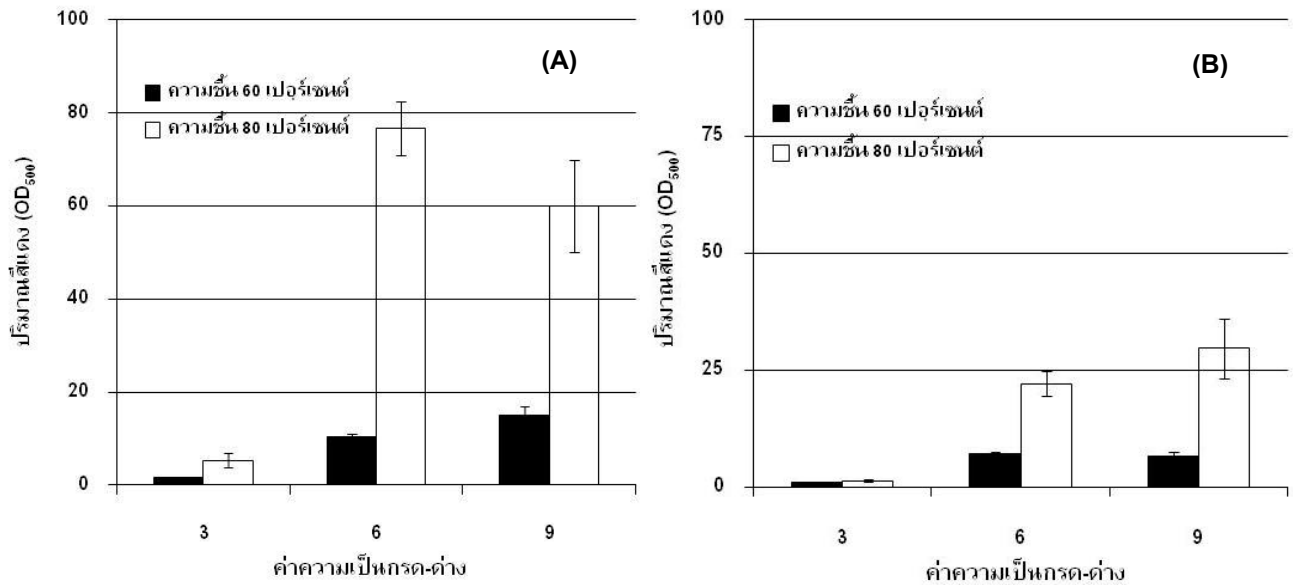 100
80
60
40
20
0
ปริมาณสีแดง (OD500)
(A)
ความชื้น 60 เปอร์เซนต์
ความชื้น 80 เปอร์เซนต์
3 6 9
ค่าความเป็นกรด-ด่าง
100
75
50
25
0
ปริมาณสีแดง (OD500)
(B)
ความชื้น 60 เปอร์เซนต์
ความชื้น 80 เปอร์เซนต์
3 6 9
ค่าความเป็นกรด-ด่าง